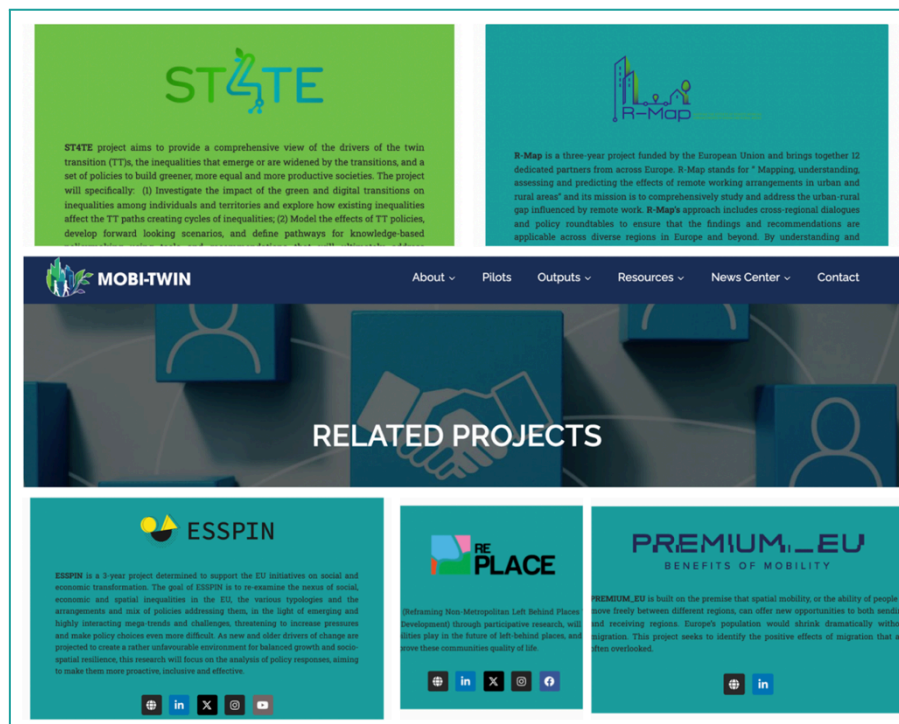 ST4TE
ST4TE project aims to provide a comprehensive view of the drivers of the twin
transition (TT)s, the inequalities that emerge or are widened by the transitions, and a
set of policies to build greener, more equal and more productive societies. The project
will specifically: (1) Investigate the impact of the green and digital transitions on
inequalities among individuals and territories and explore how existing inequalities
affect the TT paths creating cycles of inequalities; (2) Model the effects of TT policies,
develop forward looking scenarios, and define pathways for knowledge-based
R-Map
R-Map is a three-year project funded by the European Union and brings together 12
dedicated partners from across Europe. R-Map stands for " Mapping, understanding,
assessing and predicting the effects of remote working arrangements in urban and
rural areas" and its mission is to comprehensively study and address the urban-rural
gap influenced by remote work. R-Map's approach includes cross-regional dialogues
and policy roundtables to ensure that the findings and recommendations are
applicable across diverse regions in Europe and beyond. By understanding and
MOBI-TWIN
About Pilots Outputs Resources News Center Contact
RELATED PROJECTS
ESSPIN
ESSPIN is a 3-year project determined to support the EU initiatives on social and
economic transformation. The goal of ESSPIN is to re-examine the nexus of social,
economic and spatial inequalities in the EU, the various typologies and the
arrangements and mix of policies addressing them, in the light of emerging and
highly interacting mega-trends and challenges, threatening to increase pressures
and make policy choices even more difficult. As new and older drivers of change are
projected to create a rather unfavourable environment for balanced growth and socio-
spatial resilience, this research will focus on the analysis of policy responses, aiming
to make them more proactive, inclusive and effective.
RE
PLACE
(Reframing Non-Metropolitan Left Behind Places
Development) through participative research, will
ilities play in the future of left-behind places, and
rove these communities quality of life.
PREMIUM_EU
BENEFITS OF MOBILITY
PREMIUM_EU is built on the premise that spatial mobility, or the ability of people
move freely between different regions, can offer new opportunities to both sendi
and receiving regions. Europe's population would shrink dramatically witho
migration. This project seeks to identify the positive effects of migration that a
often overlooked.